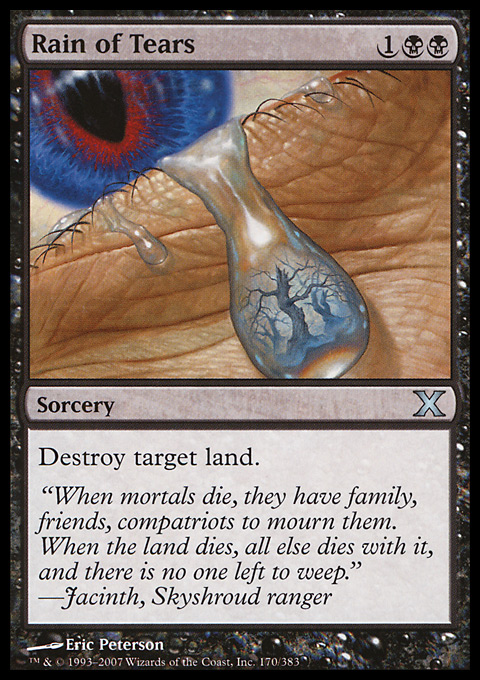 Rain of Tears 1
Sorcery X
Destroy target land.
“When mortals die, they have family,
friends, compatriots to mourn them.
When the land dies, all else dies with it,
and there is no one left to weep.”
—Jacinth, Skyshroud ranger
Eric Peterson
™ & © 1993–2007 Wizards of the Coast, Inc. 170/383